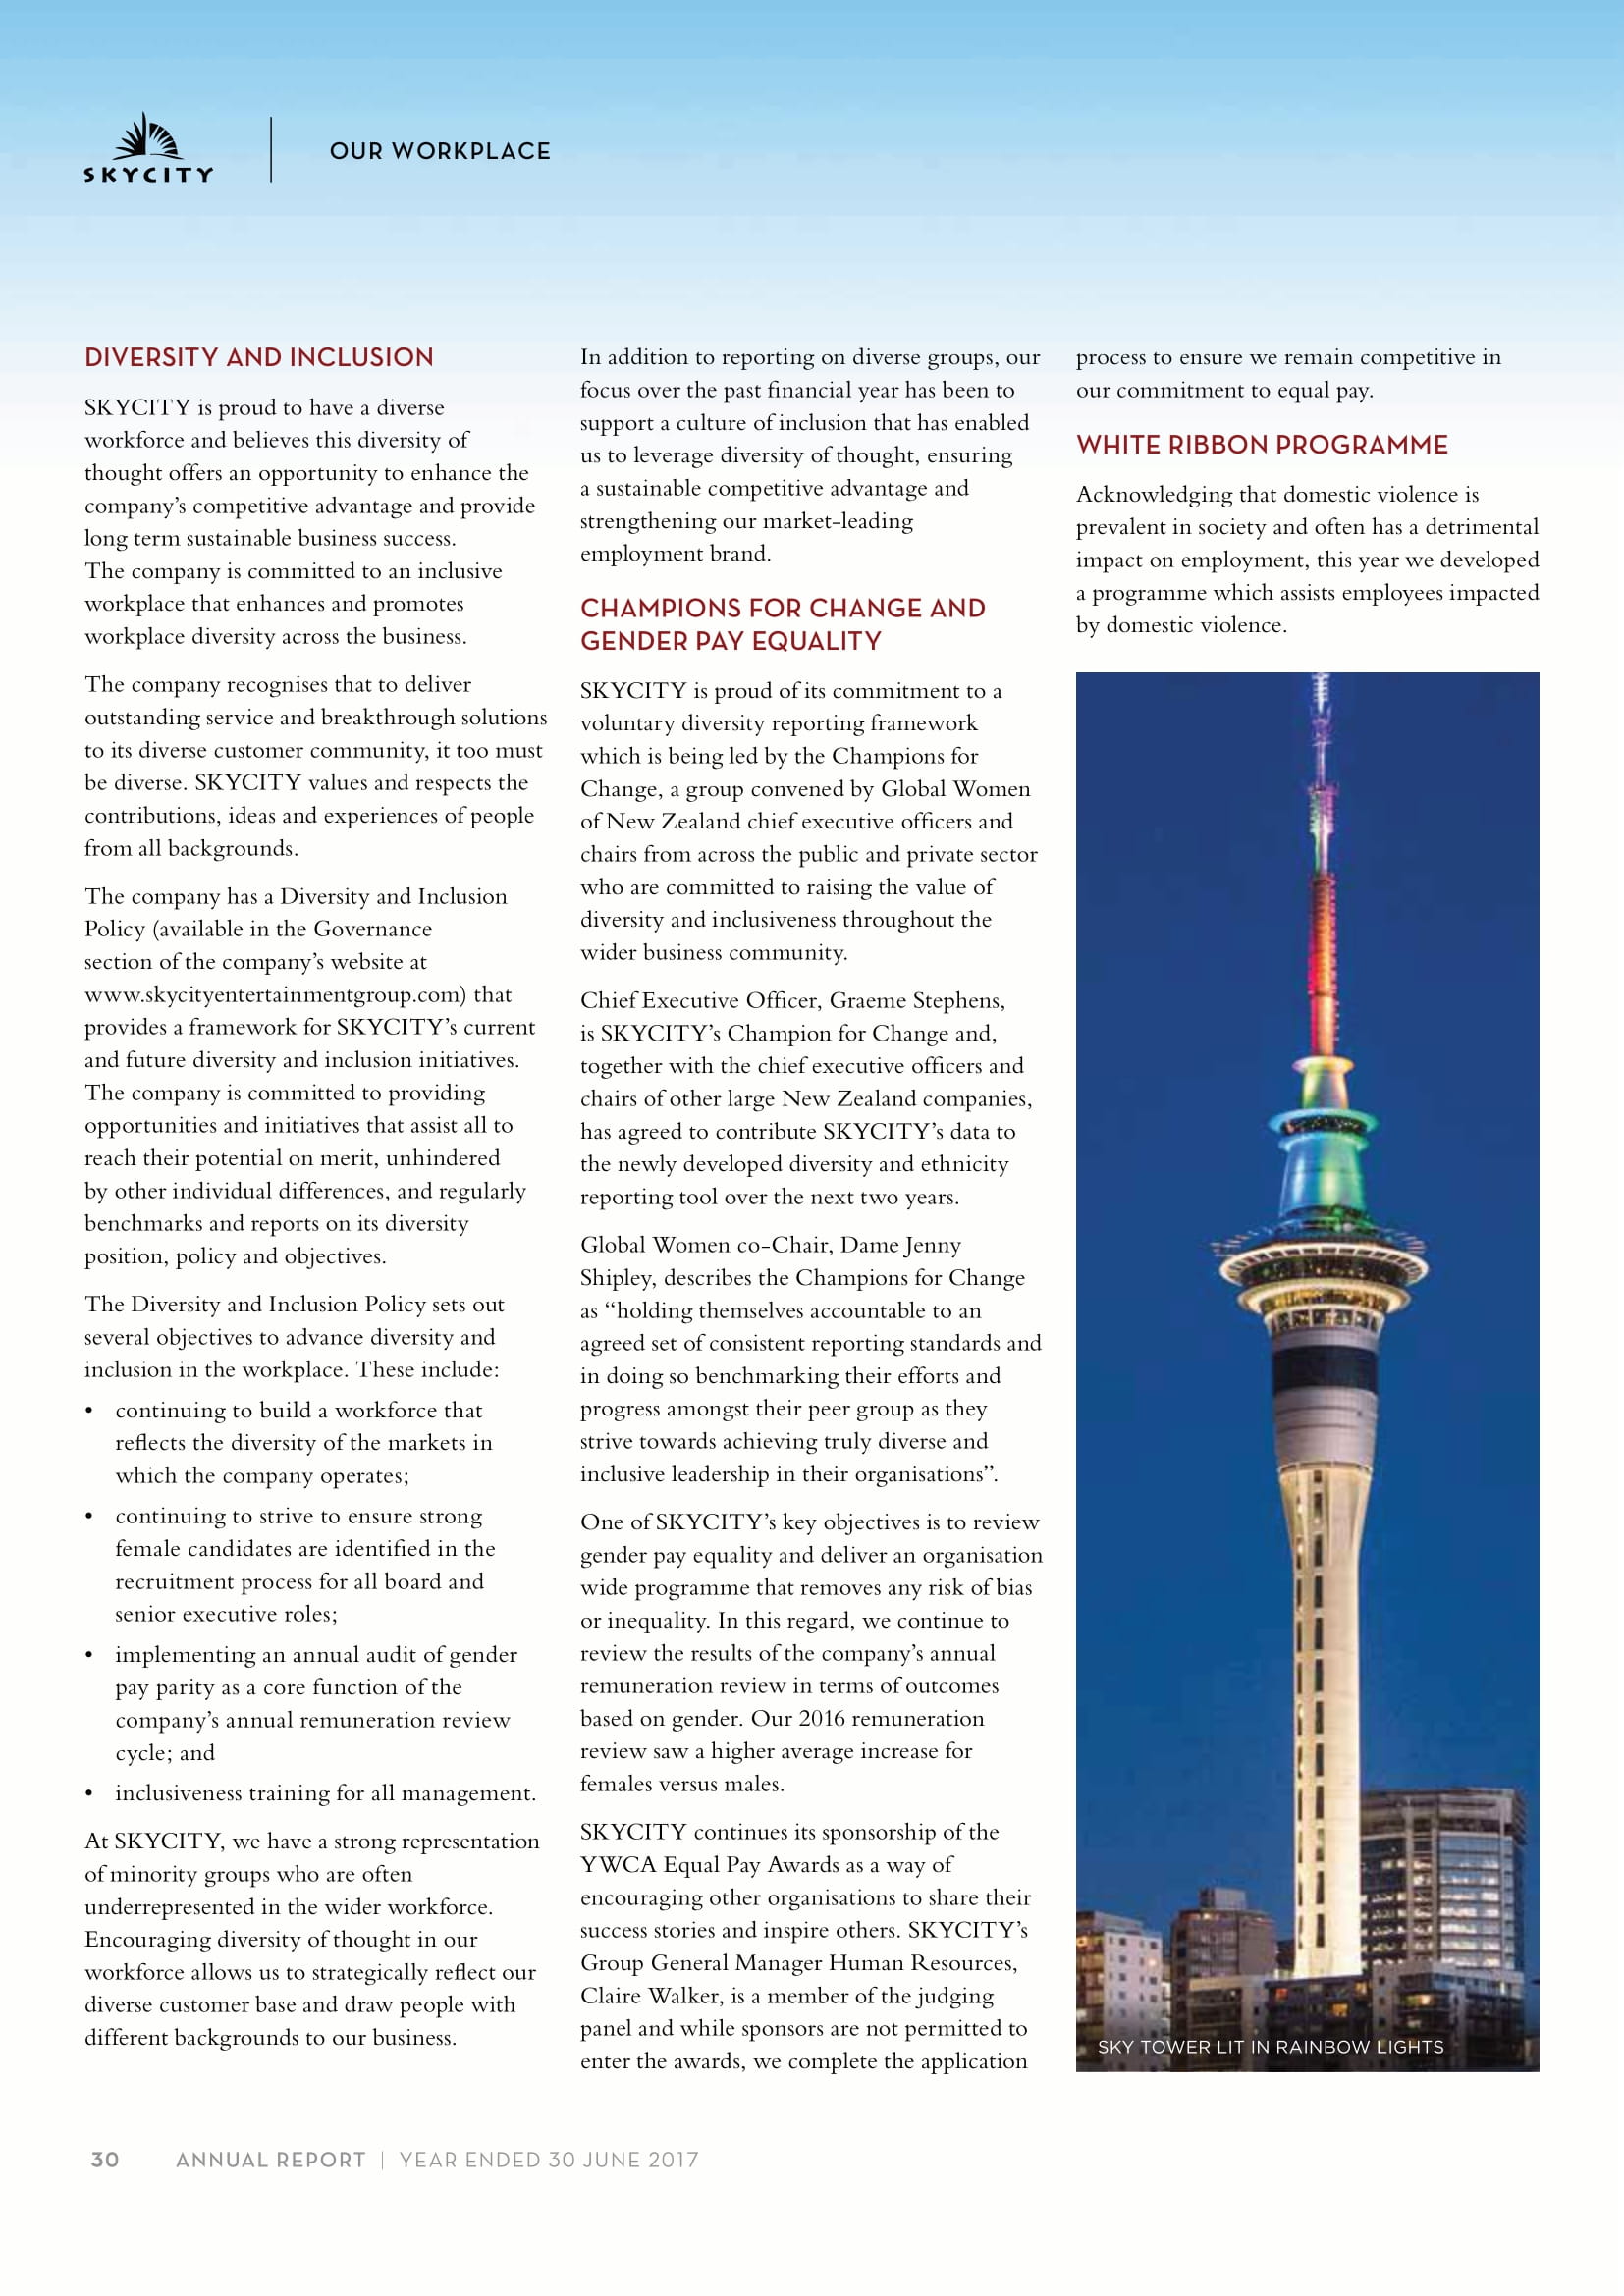 SKYCITY
OUR WORKPLACE
DIVERSITY AND INCLUSION
SKYCITY is proud to have a diverse
workforce and believes this diversity of
thought offers an opportunity to enhance the
company's competitive advantage and provide
long term sustainable business success.
The company is committed to an inclusive
workplace that enhances and promotes
workplace diversity across the business.
The company recognises that to deliver
outstanding service and breakthrough solutions
to its diverse customer community, it too must
be diverse. SKYCITY values and respects the
contributions, ideas and experiences of people
from all backgrounds.
The company has a Diversity and Inclusion
Policy (available in the Governance
section of the company's website at
www.skycityentertainmentgroup.com) that
provides a framework for SKYCITY's current
and future diversity and inclusion initiatives.
The company is committed to providing
opportunities and initiatives that assist all to
reach their potential on merit, unhindered
by other individual differences, and regularly
benchmarks and reports on its diversity
position, policy and objectives.
The Diversity and Inclusion Policy sets out
several objectives to advance diversity and
inclusion in the workplace. These include:
• continuing to build a workforce that
reflects the diversity of the markets in
which the company operates;
• continuing to strive to ensure strong
female candidates are identified in the
recruitment process for all board and
senior executive roles;
• implementing an annual audit of gender
pay parity as a core function of the
company's annual remuneration review
cycle; and
• inclusiveness training for all management.
At SKYCITY, we have a strong representation
of minority groups who are often
underrepresented in the wider workforce.
Encouraging diversity of thought in our
workforce allows us to strategically reflect our
diverse customer base and draw people with
different backgrounds to our business.
In addition to reporting on diverse groups, our
focus over the past financial year has been to
support a culture of inclusion that has enabled
us to leverage diversity of thought, ensuring
a sustainable competitive advantage and
strengthening our market-leading
employment brand.
CHAMPIONS FOR CHANGE AND
GENDER PAY EQUALITY
SKYCITY is proud of its commitment to a
voluntary diversity reporting framework
which is being led by the Champions for
Change, a group convened by Global Women
of New Zealand chief executive officers and
chairs from across the public and private sector
who are committed to raising the value of
diversity and inclusiveness throughout the
wider business community.
Chief Executive Officer, Graeme Stephens,
is SKYCITY's Champion for Change and,
together with the chief executive officers and
chairs of other large New Zealand companies,
has agreed to contribute SKYCITY's data to
the newly developed diversity and ethnicity
reporting tool over the next two years.
Global Women co-Chair, Dame Jenny
Shipley, describes the Champions for Change
as “holding themselves accountable to an
agreed set of consistent reporting standards and
in doing so benchmarking their efforts and
progress amongst their peer group as they
strive towards achieving truly diverse and
inclusive leadership in their organisations”.
One of SKYCITY's key objectives is to review
gender pay equality and deliver an organisation
wide programme that removes any risk of bias
or inequality. In this regard, we continue to
review the results of the company's annual
remuneration review in terms of outcomes
based on gender. Our 2016 remuneration
review saw a higher average increase for
females versus males.
SKYCITY continues its sponsorship of the
YWCA Equal Pay Awards as a way of
encouraging other organisations to share their
success stories and inspire others. SKYCITY's
Group General Manager Human Resources,
Claire Walker, is a member of the judging
panel and while sponsors are not permitted to
enter the awards, we complete the application
process to ensure we remain competitive in
our commitment to equal pay.
WHITE RIBBON PROGRAMME
Acknowledging that domestic violence is
prevalent in society and often has a detrimental
impact on employment, this year we developed
a programme which assists employees impacted
by domestic violence.
SKY TOWER LIT IN RAINBOW LIGHTS
30 ANNUAL REPORT | YEAR ENDED 30 JUNE 2017